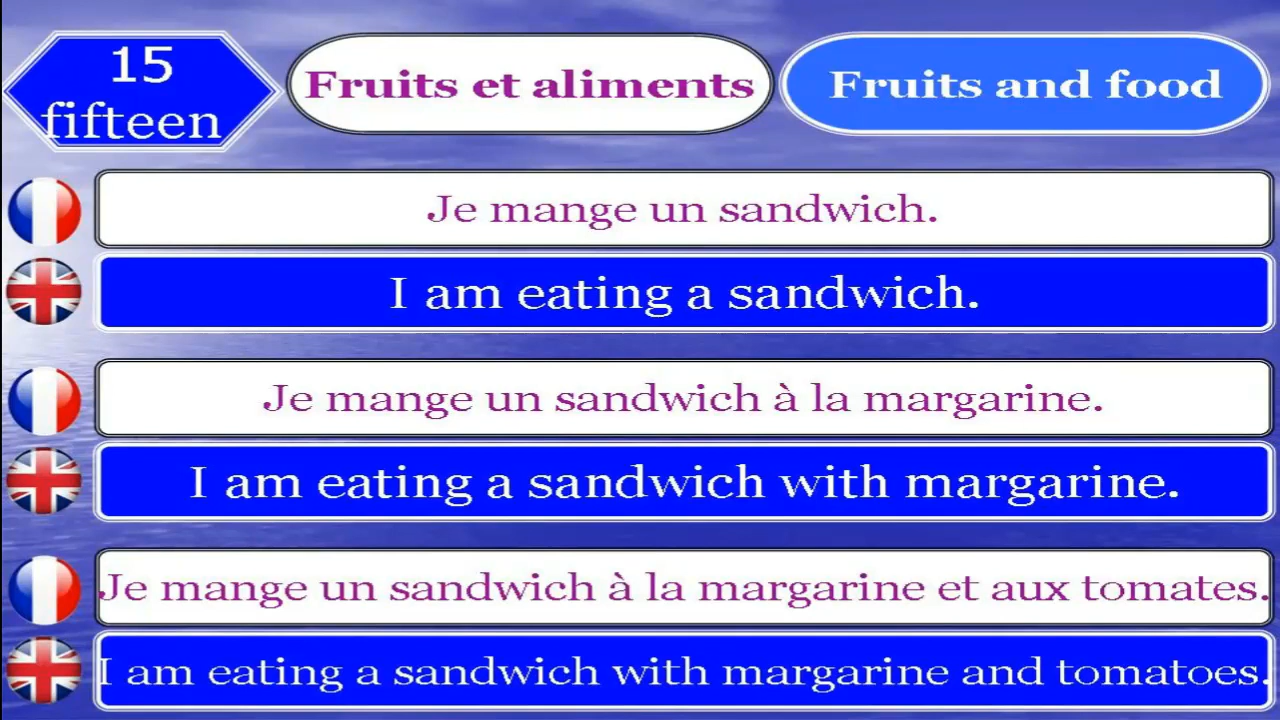 15
fifteen
Fruits et aliments
Fruits and food
Je mange un sandwich.
I am eating a sandwich.
Je mange un sandwich à la margarine.
I am eating a sandwich with margarine.
Je mange un sandwich à la margarine et aux tomates.
I am eating a sandwich with margarine and tomatoes.